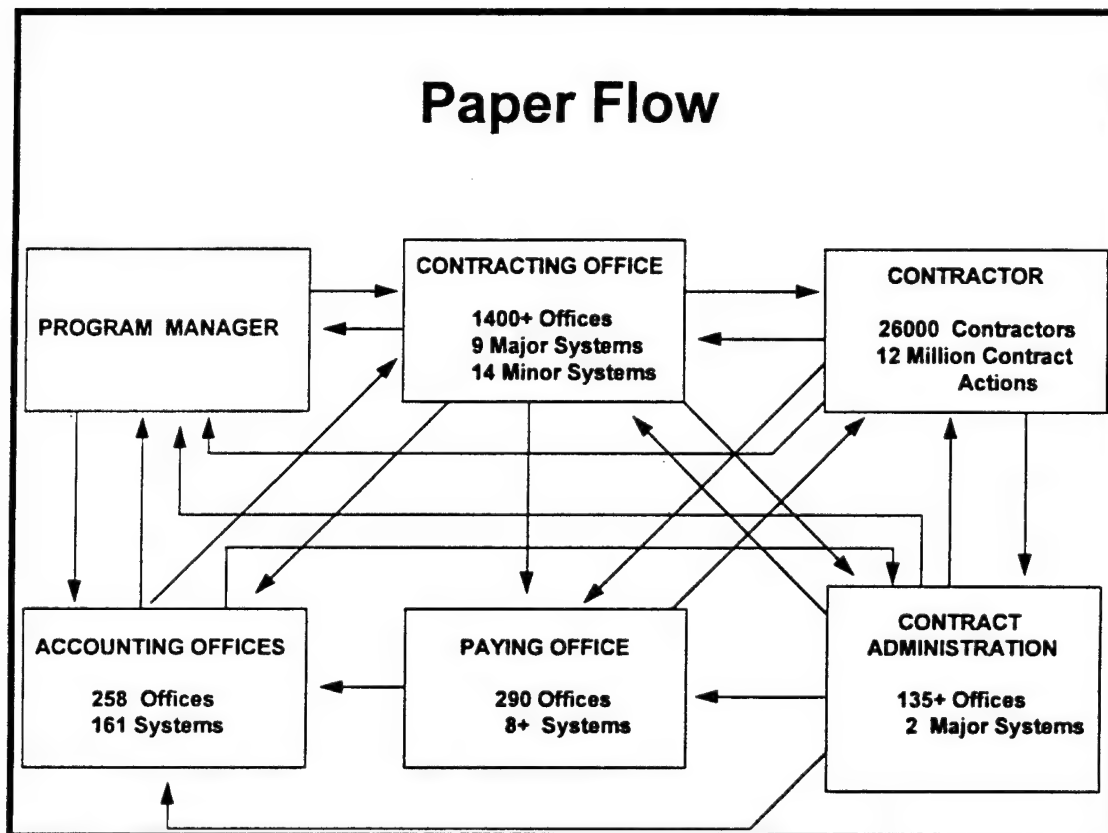 Paper Flow
PROGRAM MANAGER
CONTRACTING OFFICE
1400+ Offices
9 Major Systems
14 Minor Systems
CONTRACTOR
26000 Contractors
12 Million Contract
Actions
ACCOUNTING OFFICES
258 Offices
161 Systems
PAYING OFFICE
290 Offices
8+ Systems
CONTRACT
ADMINISTRATION
135+ Offices
2 Major Systems